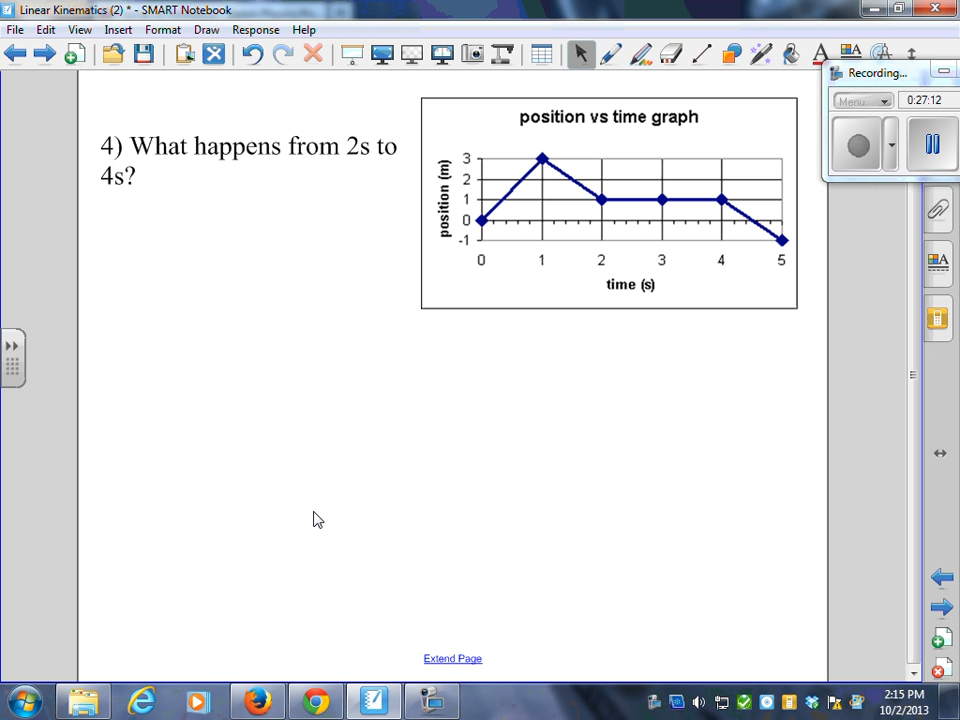 Linear Kinematics (2) * - SMART Notebook
File Edit View Insert Format Draw Response Help
Recording...
Menu
0:27:12
4) What happens from 2s to
4s?
position vs time graph
position (m)
3
2
1
0
-1
0 1 2 3 4 5
time (s)
Extend Page
2:15 PM
10/2/2013